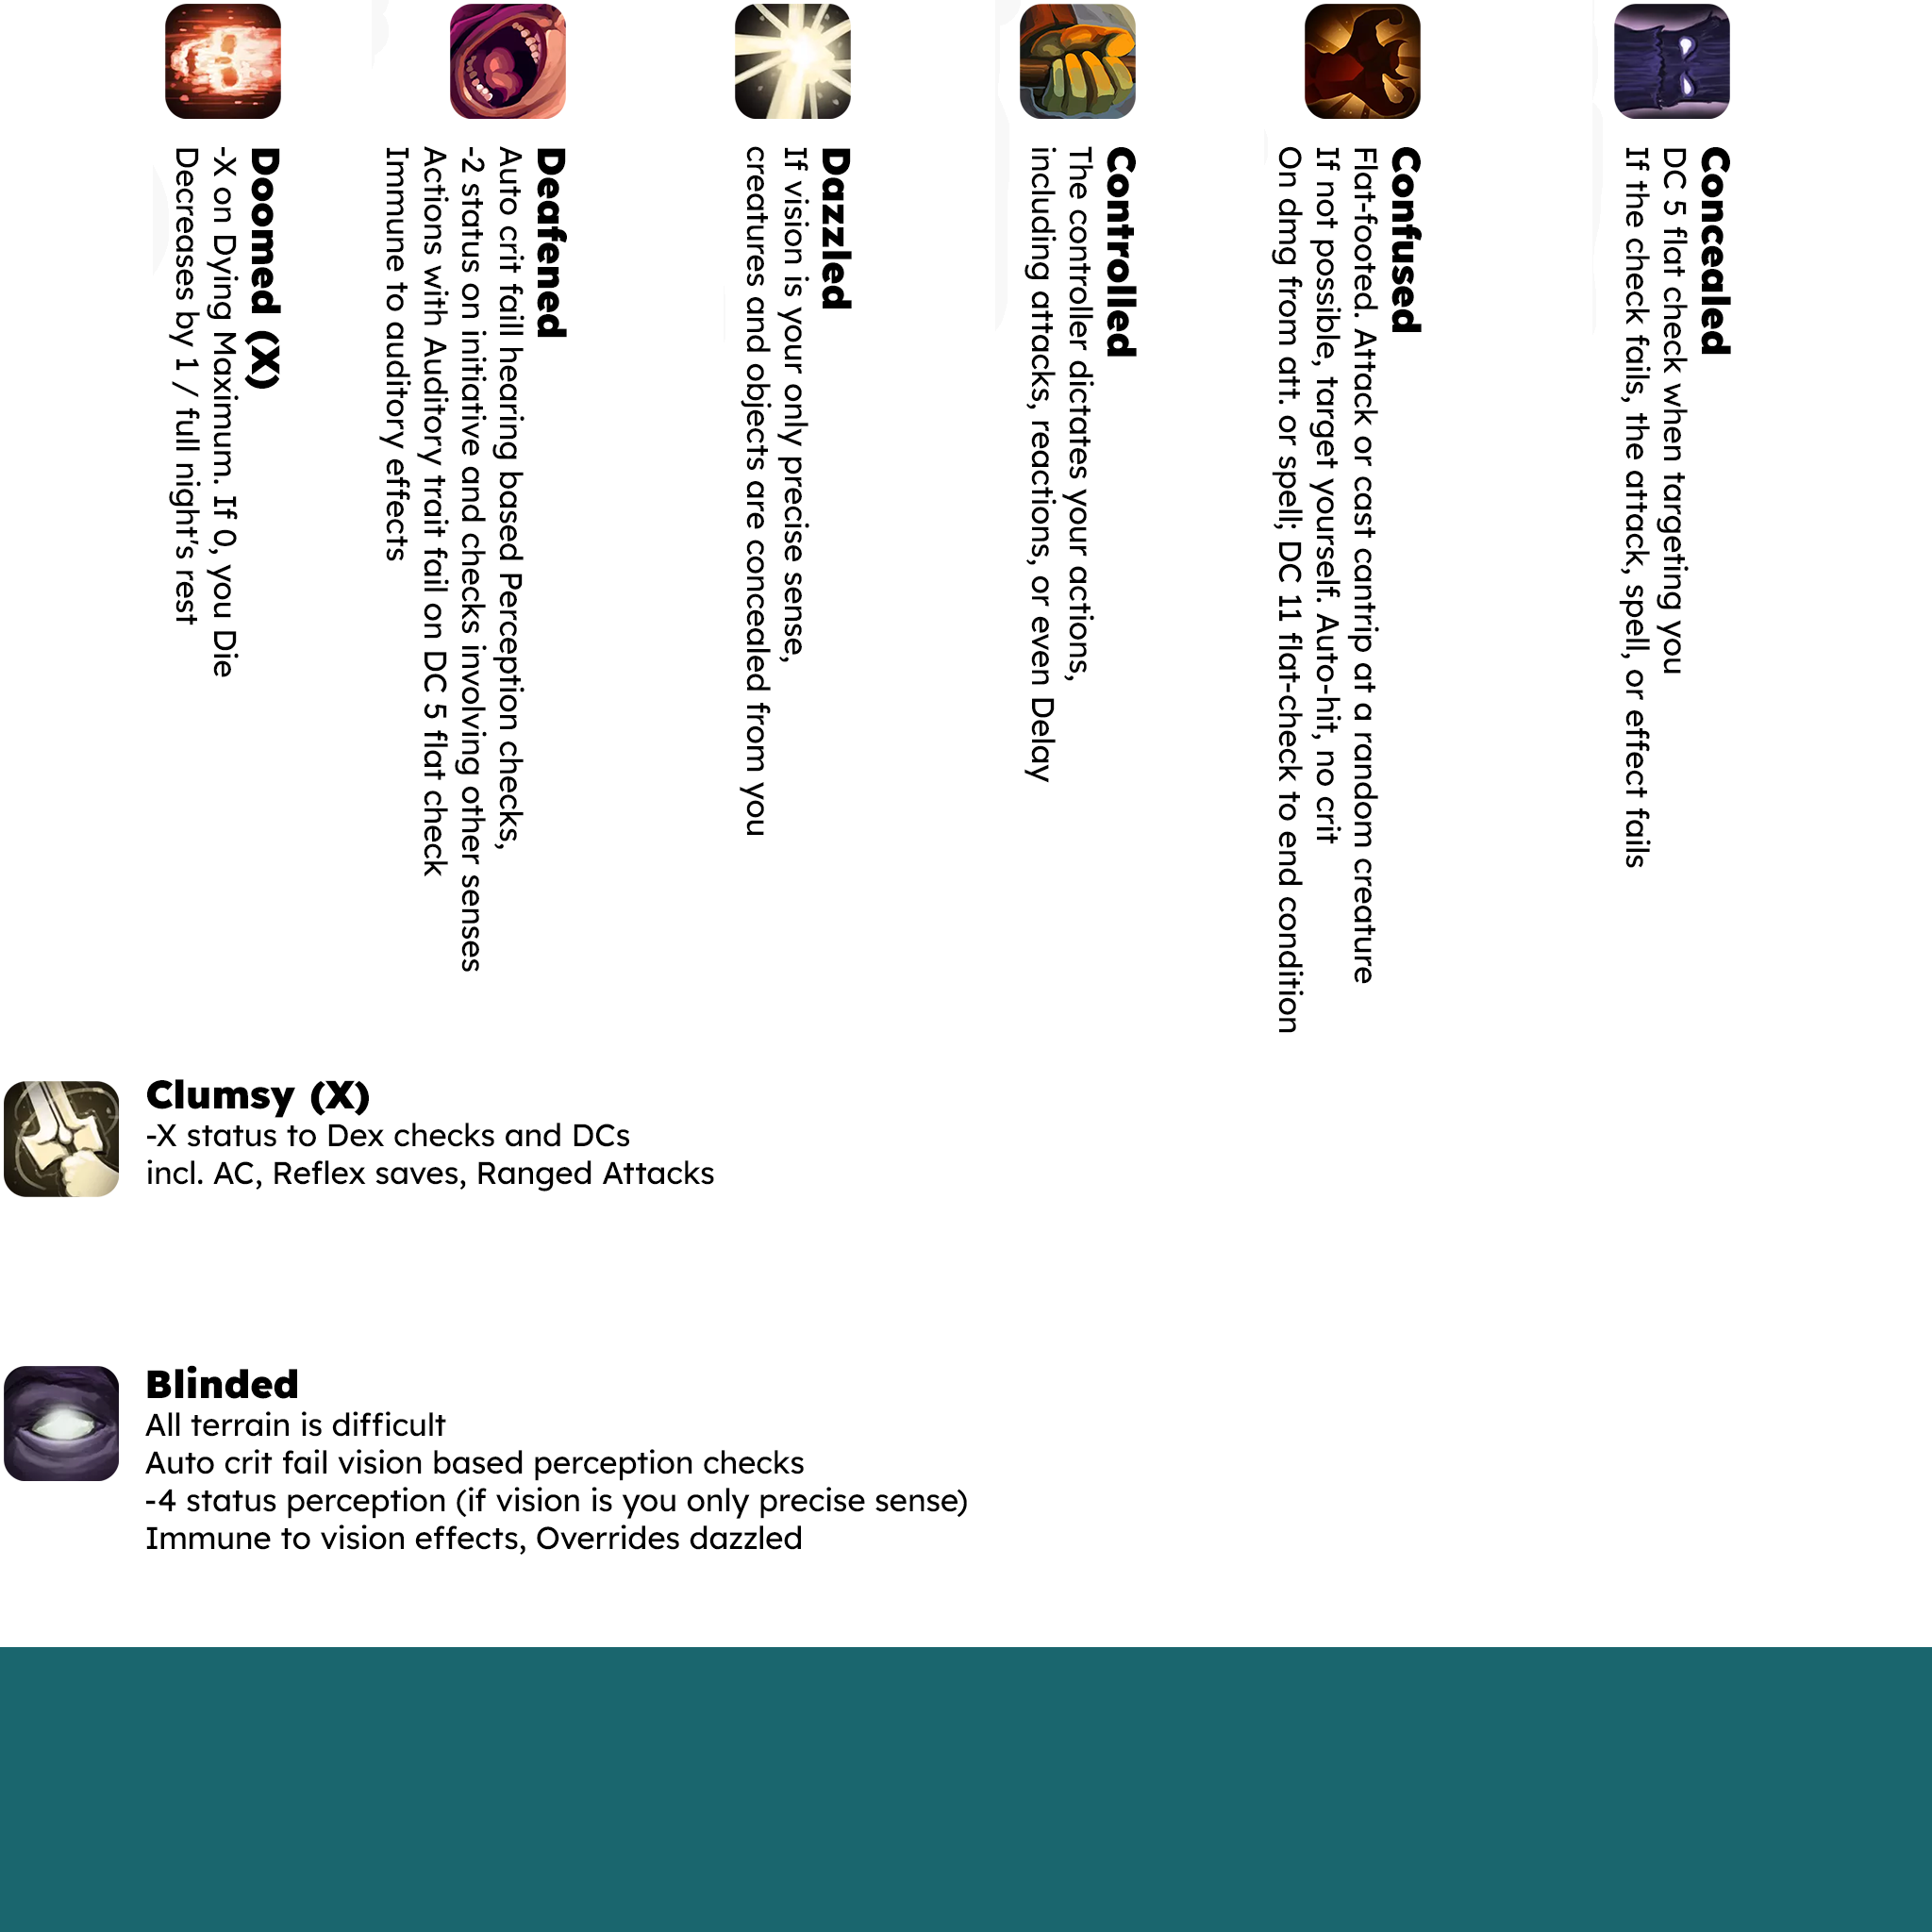 Doomed (X)
-X on Dying Maximum. If 0, you Die
Decreases by 1 / full night's rest
Deafened
Auto crit faill hearing based Perception checks,
-2 status on initiative and checks involving other senses
Actions with Auditory trait fail on DC 5 flat check
Immune to auditory effects
Dazzled
If vision is your only precise sense,
creatures and objects are concealed from you
Controlled
The controller dictates your actions,
including attacks, reactions, or even Delay
Confused
Flat-footed. Attack or cast cantrip at a random creature
If not possible, target yourself. Auto-hit, no crit
On dmg from att. or spell; DC 11 flat-check to end condition
Concealed
DC 5 flat check when targeting you
If the check fails, the attack, spell, or effect fails
Clumsy (X)
-X status to Dex checks and DCs
incl. AC, Reflex saves, Ranged Attacks
Blinded
All terrain is difficult
Auto crit fail vision based perception checks
-4 status perception (if vision is you only precise sense)
Immune to vision effects, Overrides dazzled